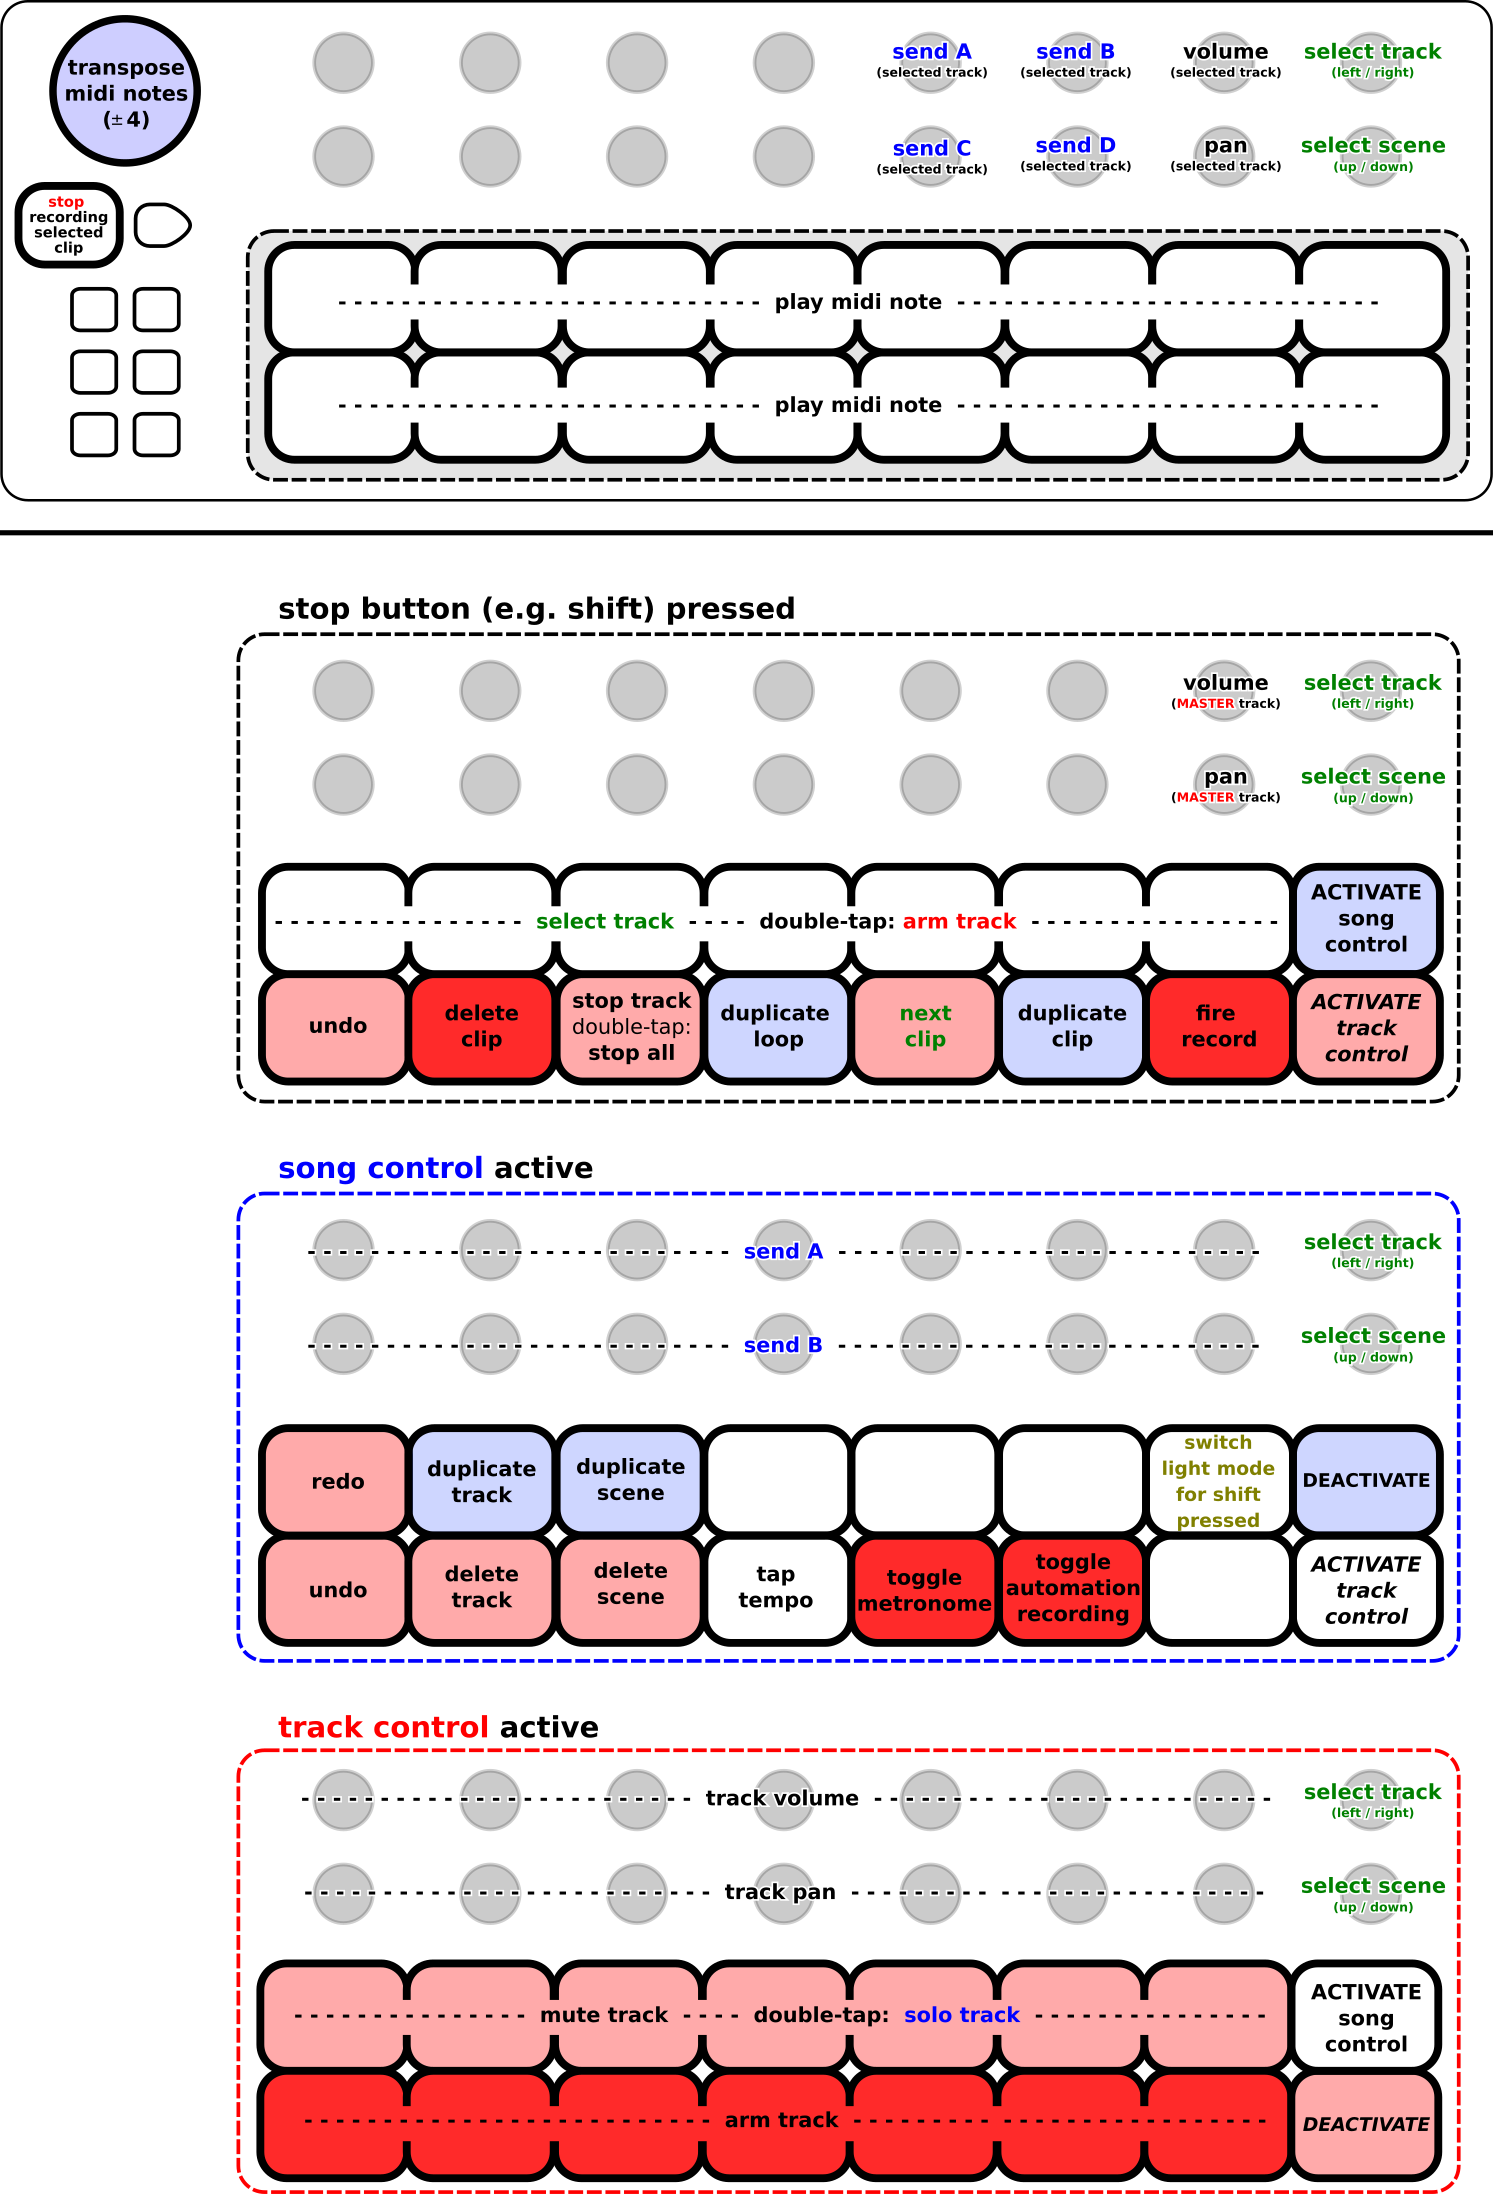 transpose
midi notes
(±4)
send A
(selected track)
send B
(selected track)
volume
(selected track)
select track
(left / right)
send C
(selected track)
send D
(selected track)
pan
(selected track)
select scene
(up / down)
stop
recording
selected
clip
play midi note
play midi note
stop button (e.g. shift) pressed
volume
(MASTER track)
select track
(left / right)
pan
(MASTER track)
select scene
(up / down)
select track double-tap: arm track
ACTIVATE
song
control
undo
delete
clip
stop track
double-tap:
stop all
duplicate
loop
next
clip
duplicate
clip
fire
record
ACTIVATE
track
control
song control active
send A
select track
(left / right)
send B
select scene
(up / down)
redo
duplicate
track
duplicate
scene
switch
light mode
for shift
pressed
DEACTIVATE
undo
delete
track
delete
scene
tap
tempo
toggle
metronome
toggle
automation
recording
ACTIVATE
track
control
track control active
track volume
select track
(left / right)
track pan
select scene
(up / down)
mute track double-tap: solo track
ACTIVATE
song
control
arm track
DEACTIVATE